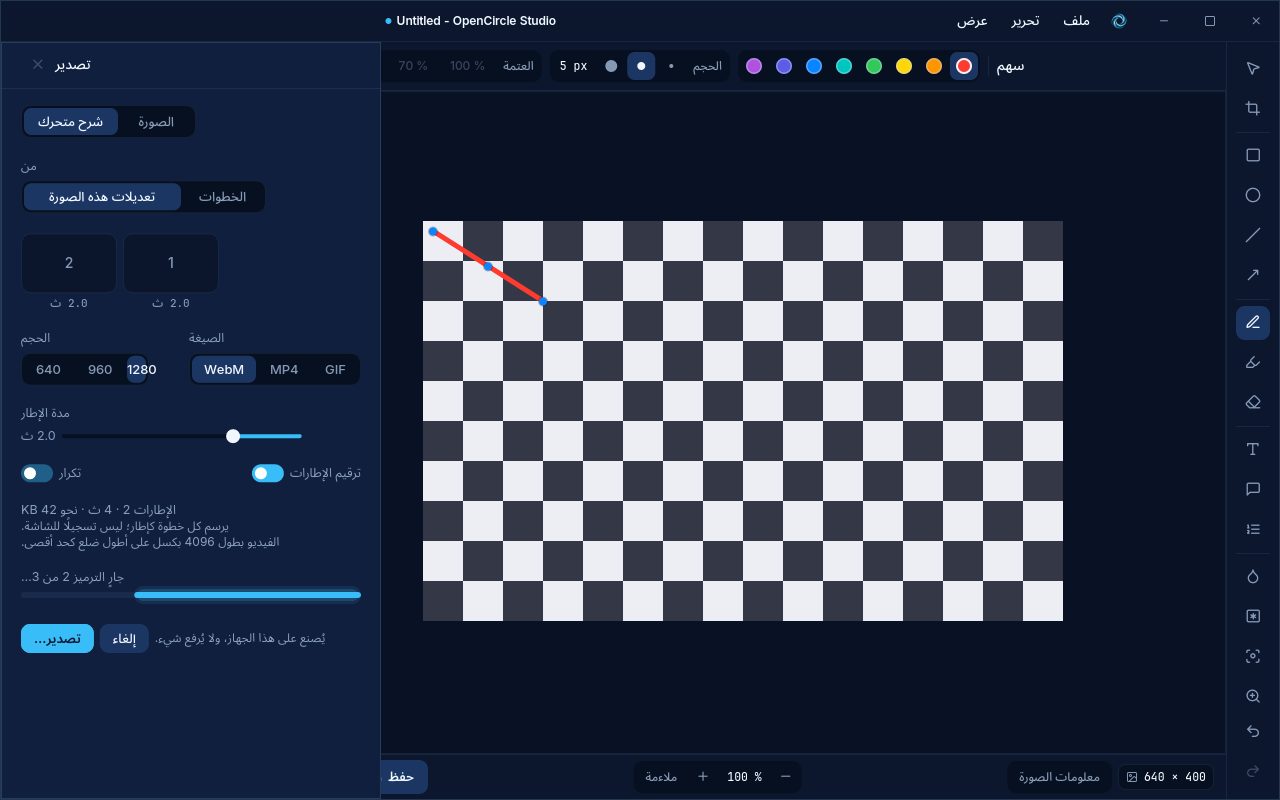 Untitled - OpenCircle Studio
ملف
تحرير
عرض
سهم
الحجم
5 px
العتمة
100 %
70 %
تصدير
الصورة
شرح متحرك
من
الخطوات
تعديلات هذه الصورة
1
2
2.0 ث
2.0 ث
الصيغة
الحجم
GIF
MP4
WebM
1280
960
640
مدة الإطار
2.0 ث
ترقيم الإطارات
تكرار
الإطارات 2 · 4 ث · نحو 42 KB
يرسم كل خطوة كإطار؛ ليس تسجيلًا للشاشة.
الفيديو بطول 4096 بكسل على أطول ضلع كحد أقصى.
جارٍ الترميز 2 من 3...
يُصنع على هذا الجهاز، ولا يُرفع شيء.
إلغاء
تصدير...
640 × 400
معلومات الصورة
100 %
ملاءمة
حفظ